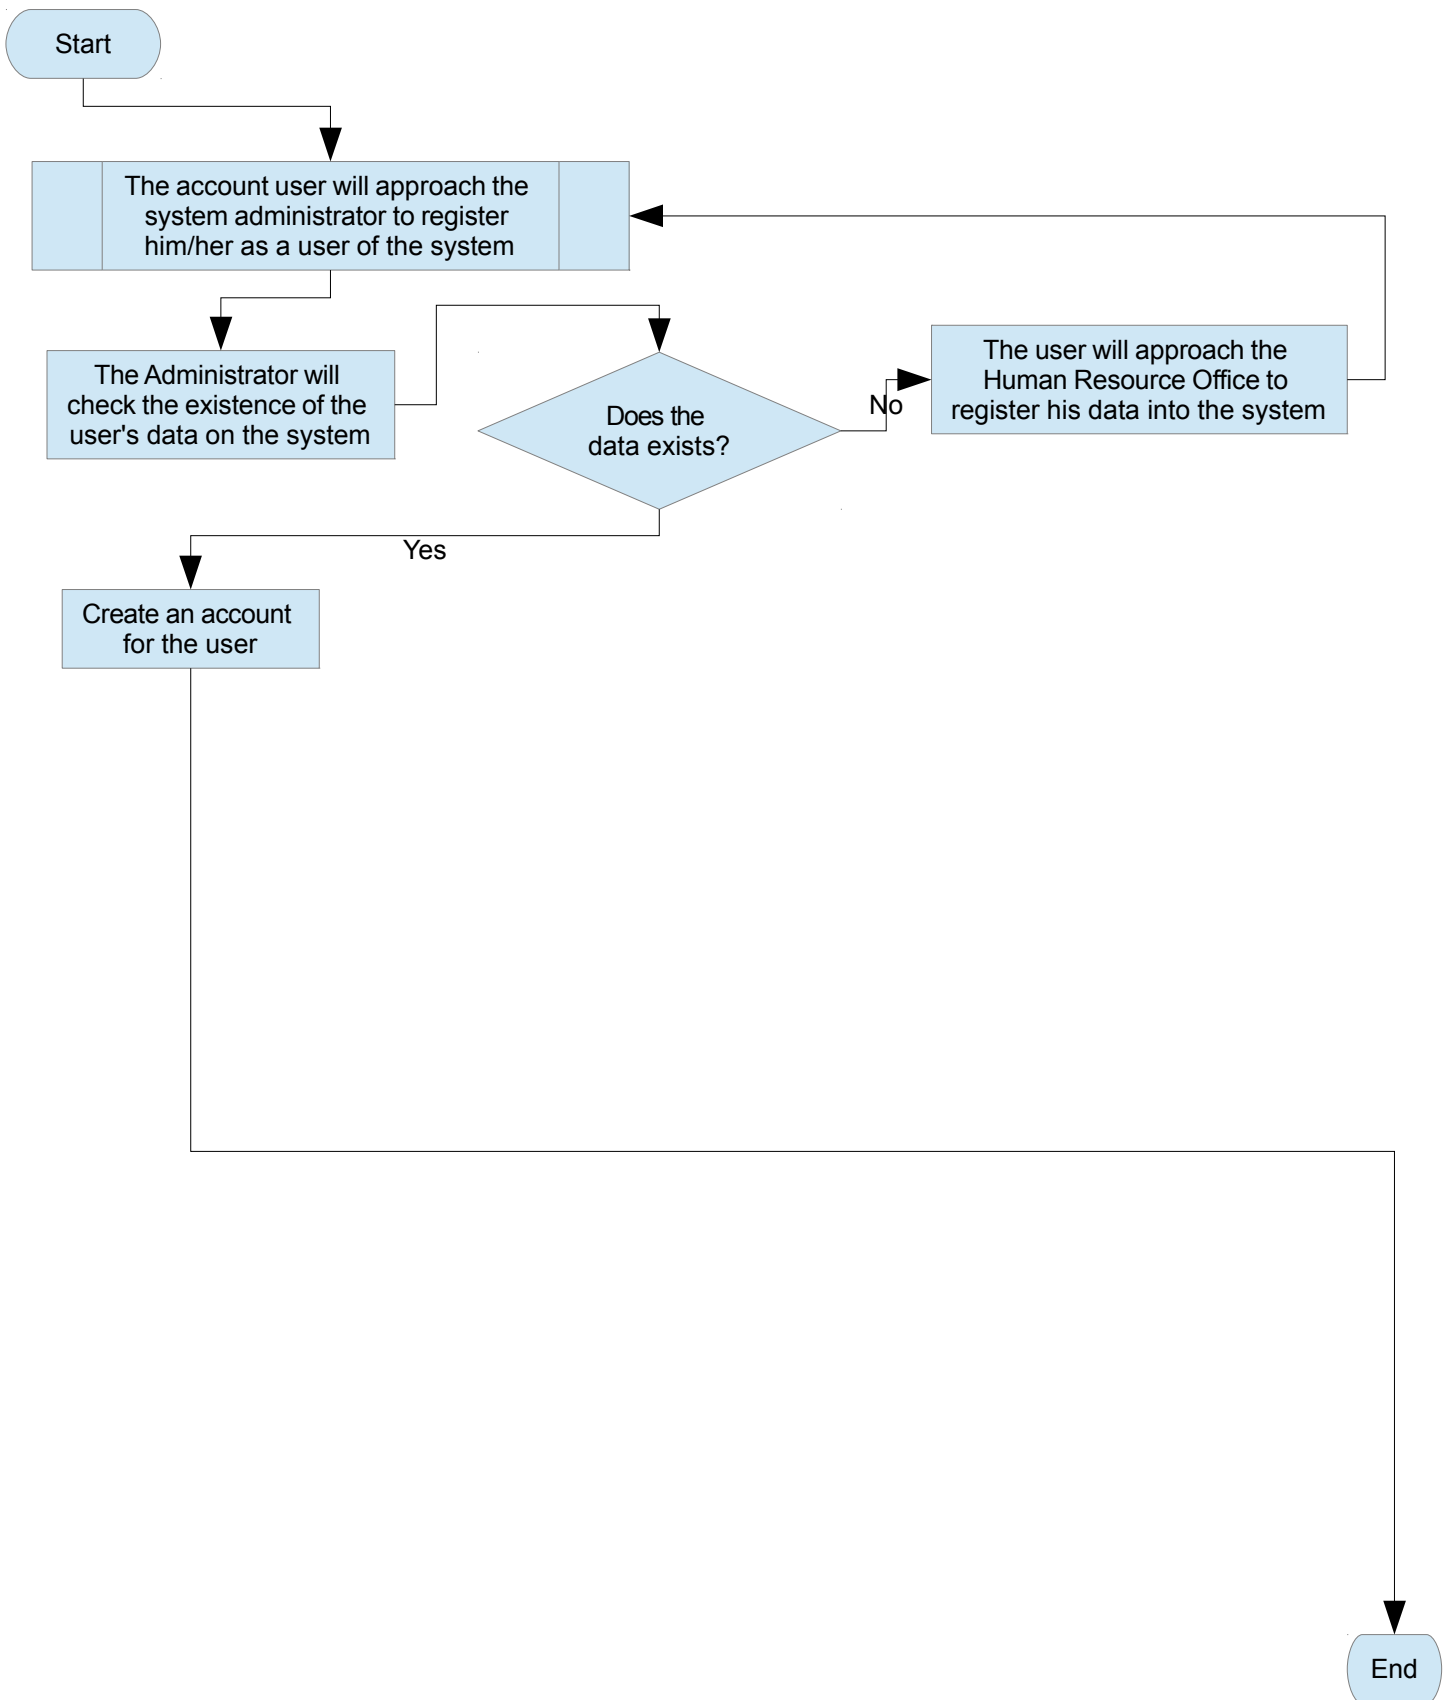 Start
The account user will approach the
system administrator to register
him/her as a user of the system
The Administrator will
check the existence of the
user's data on the system
Does the
data exists?
No
The user will approach the
Human Resource Office to
register his data into the system
Yes
Create an account
for the user
End